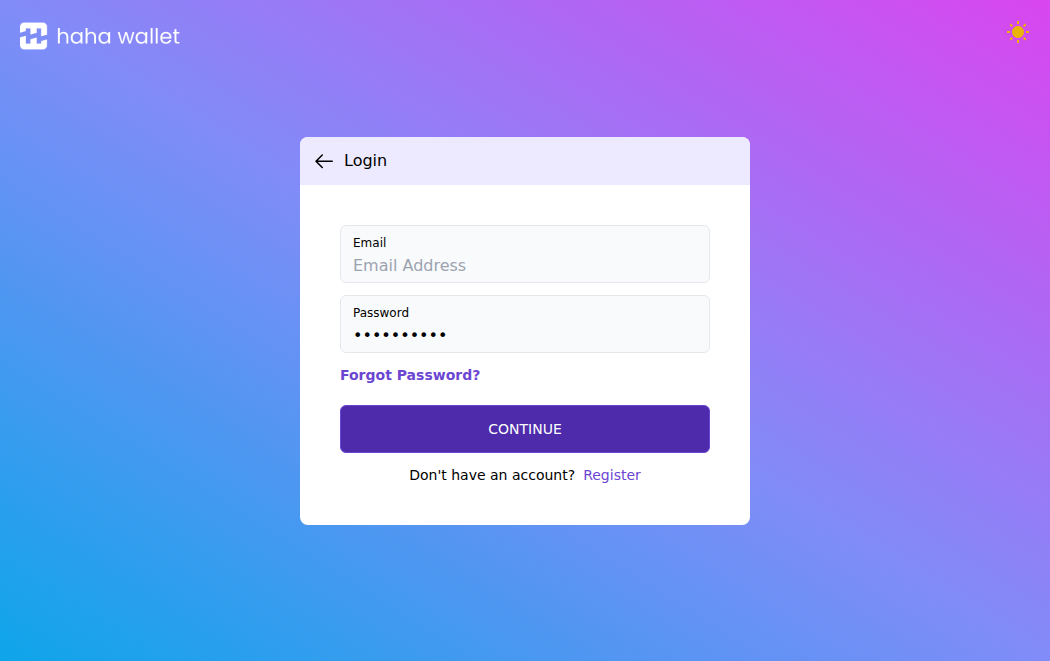 haha wallet
Login
Email
Email Address
Password
••••••••••
Forgot Password?
CONTINUE
Don't have an account? Register